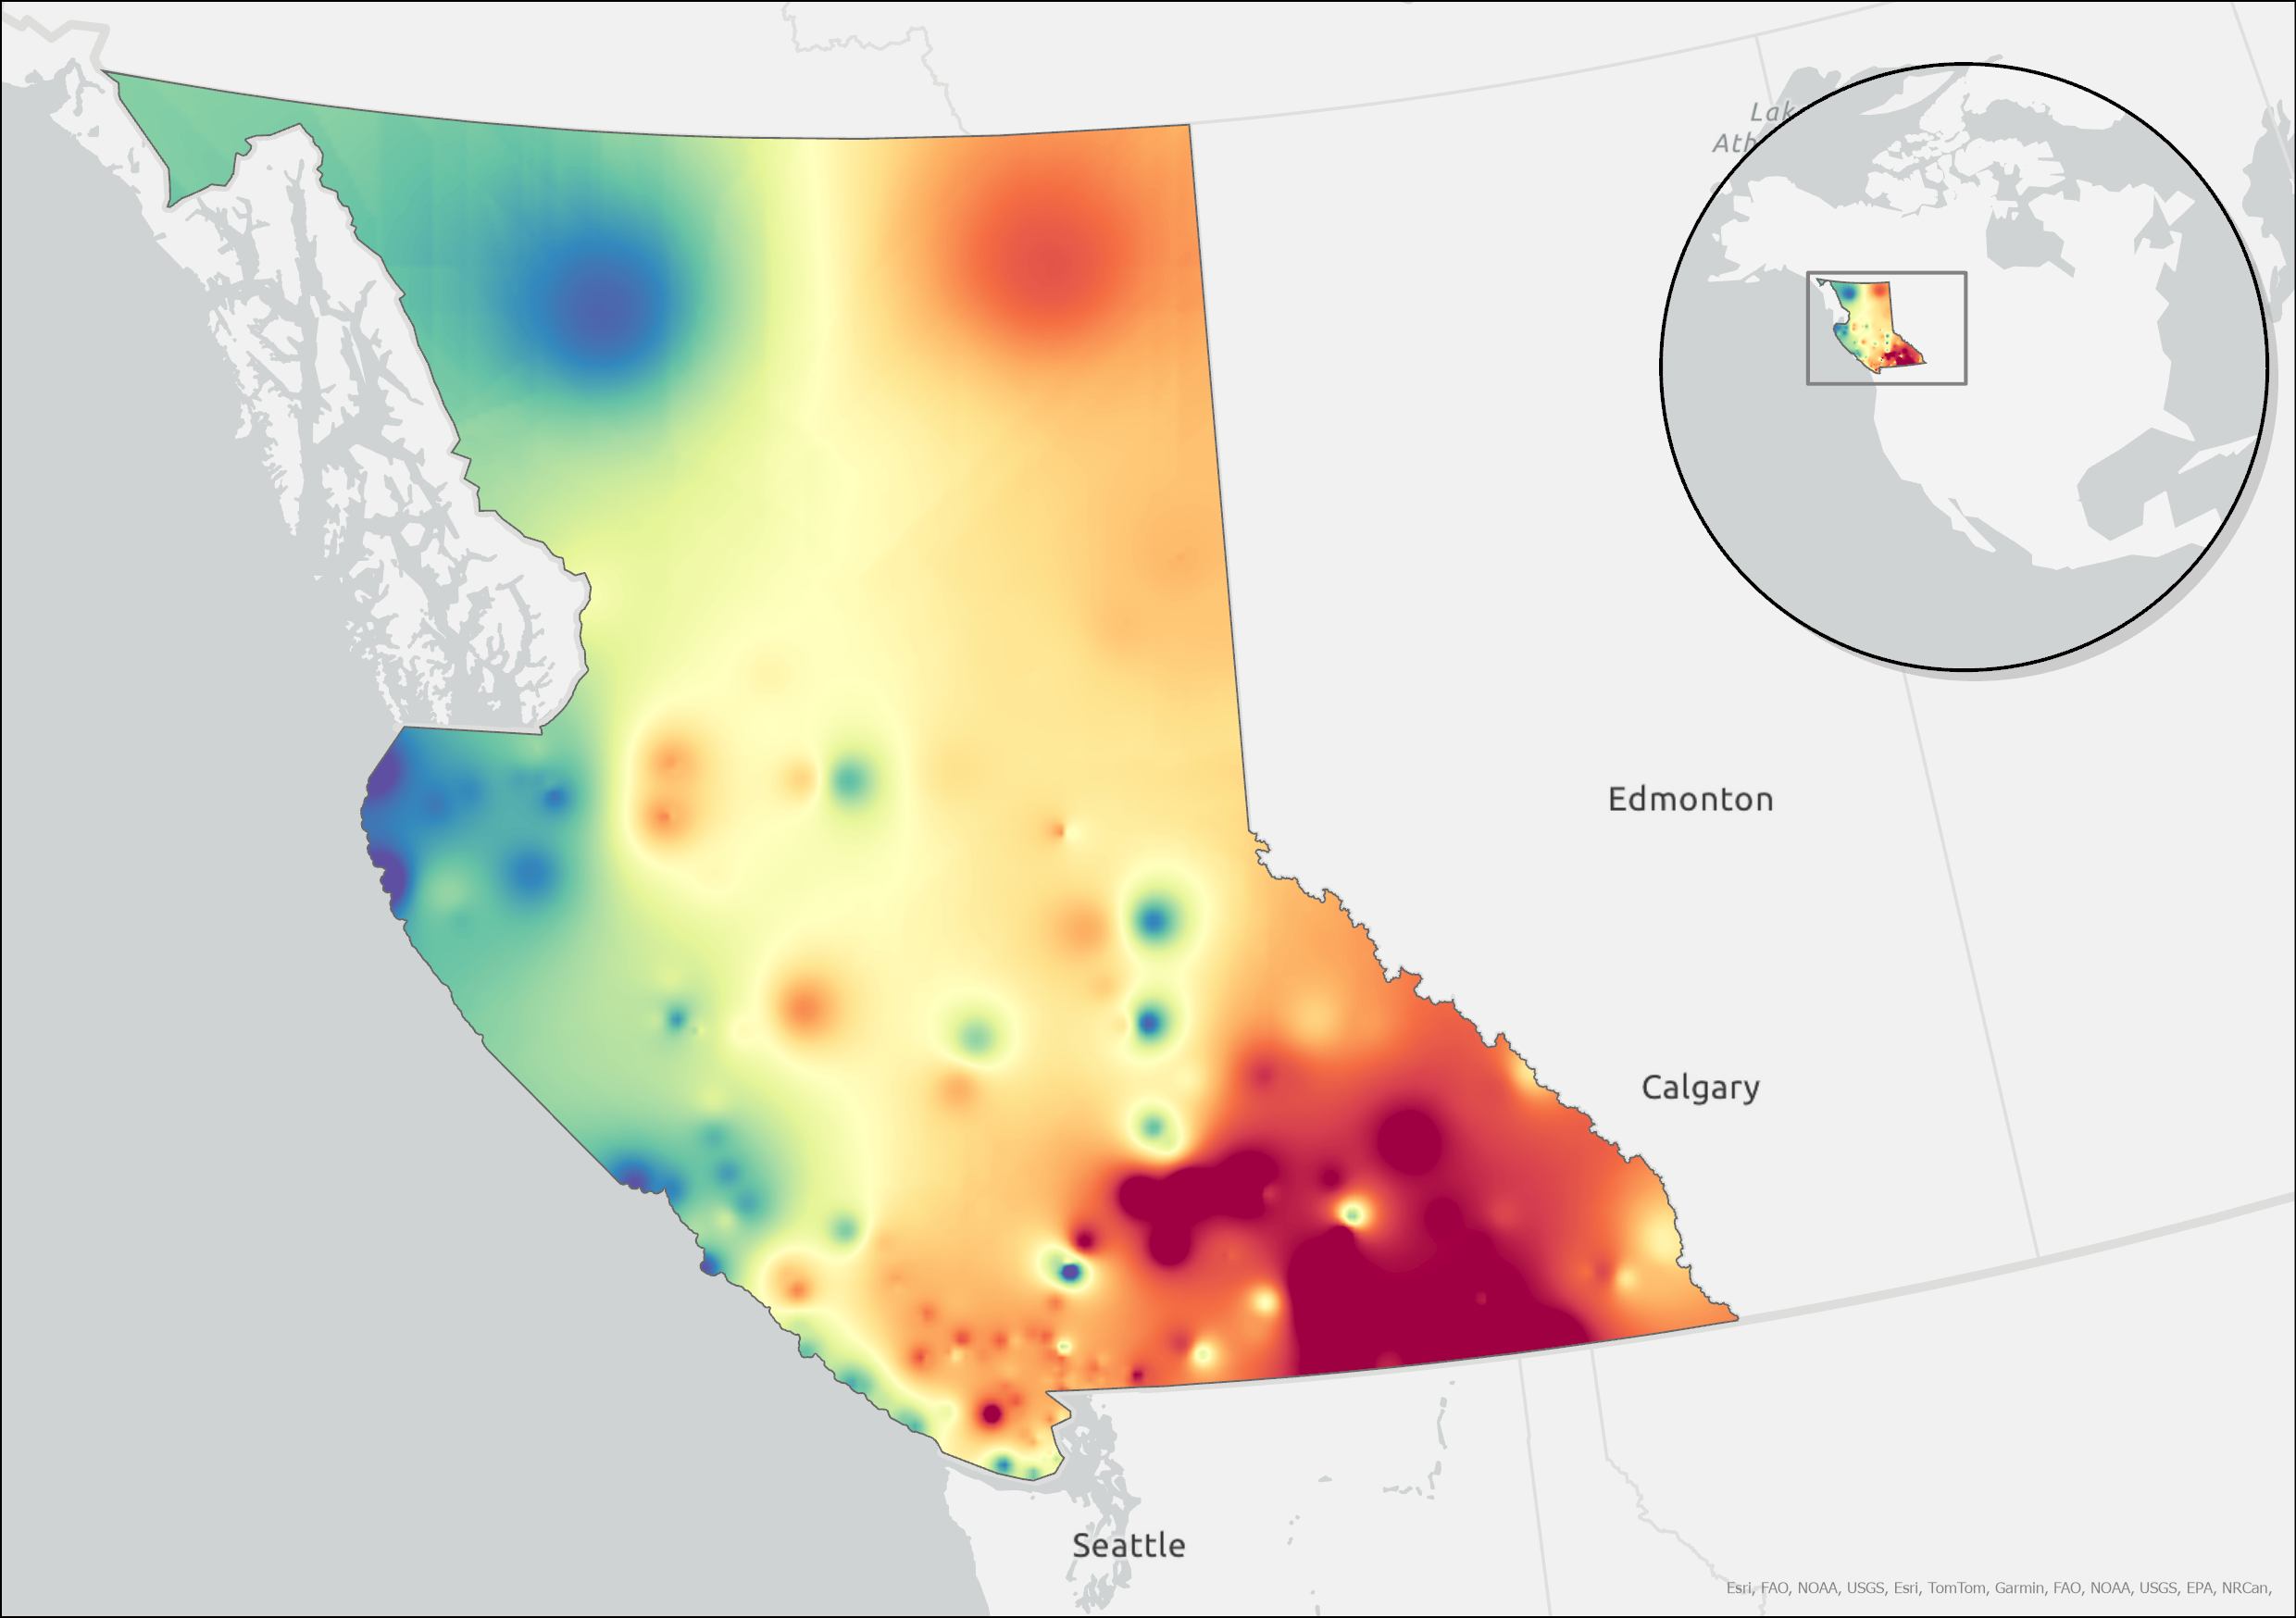 Lak
Ath
Edmonton
Calgary
Seattle
Esri, FAO, NOAA, USGS, Esri, TomTom, Garmin, FAO, NOAA, USGS, EPA, NRCan,